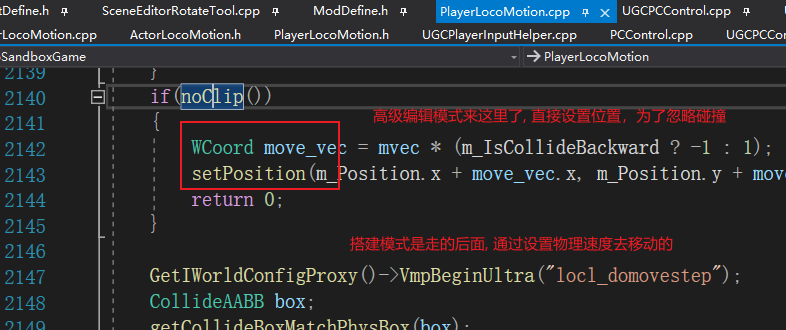 tDefine.h SceneEditorRotateTool.cpp ModDefine.h PlayerLocoMotion.cpp UGCPCControl.cpp
rLocoMotion.cpp ActorLocoMotion.h PlayerLocoMotion.h UGCPlayerInputHelper.cpp PCControl.cpp UGCPCCont
oSandboxGame PlayerLocoMotion
2139 }
2140 if(noClip())
高级编辑模式来这里了, 直接设置位置，为了忽略碰撞
2141 {
2142 WCoord move_vec = mvec * (m_IsCollideBackward ? -1 : 1);
2143 setPosition(m_Position.x + move_vec.x, m_Position.y + mov
2144 return 0;
2145 }
搭建模式是走的后面, 通过设置物理速度去移动的
2146
2147 GetIWorldConfigProxy()->VmpBeginUltra("locl_domovestep");
2148 CollideAABB box;
2149 getCollideBoxMatchPhysBox(box);